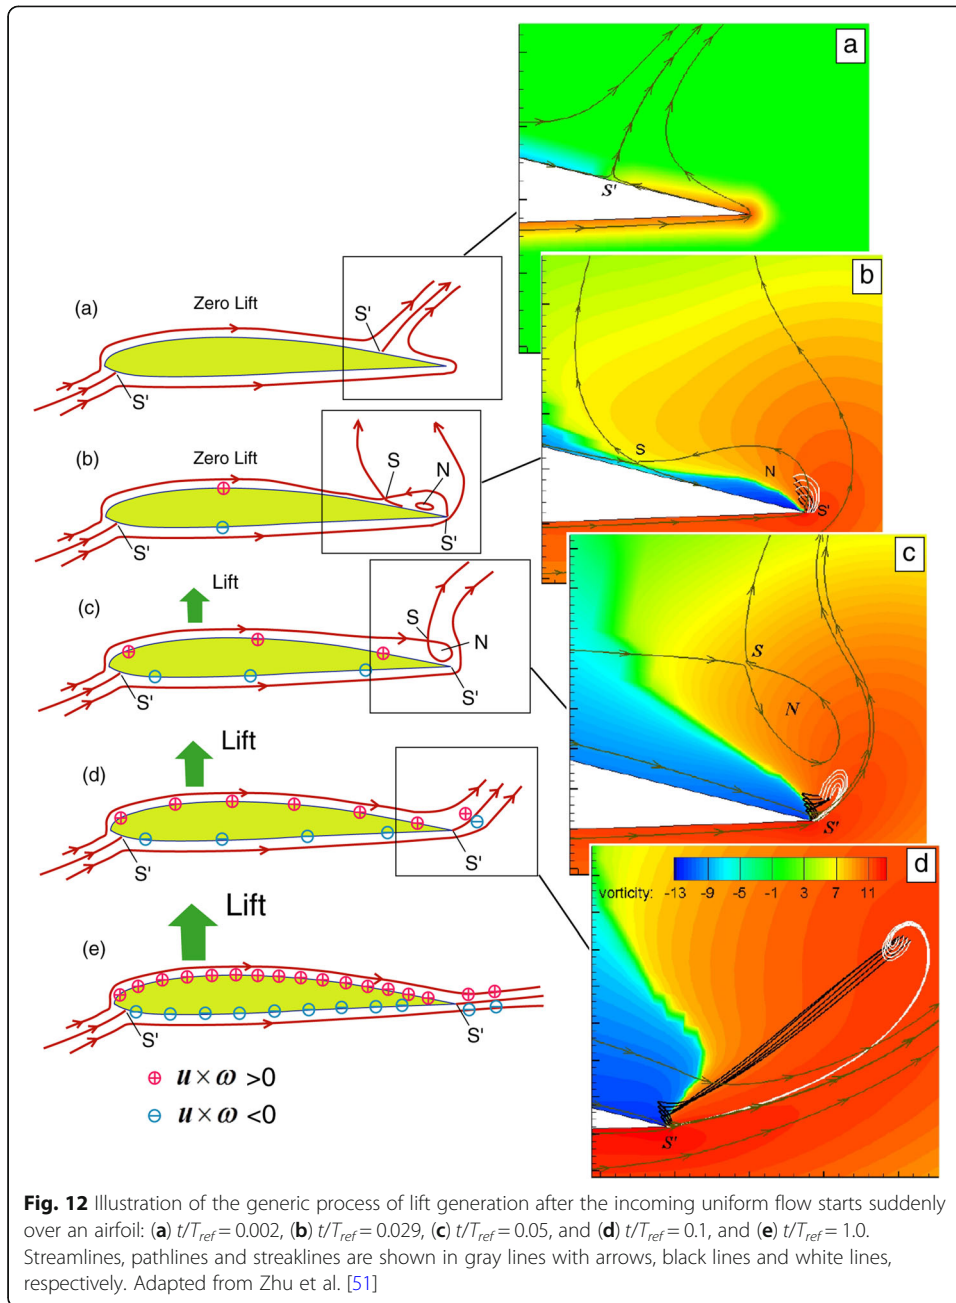 a
S'
(a)
Zero Lift
S'
S'
b
S
N
S'
(b)
Zero Lift
S
N
S'
S'
c
S
N
S'
(c)
Lift
S
N
S'
S'
d
vorticity: -13 -9 -5 -1 3 7 11
S'
(d)
Lift
S'
S'
(e)
Lift
S'
S'
⊕ u × ω >0
⊖ u × ω <0
Fig. 12 Illustration of the generic process of lift generation after the incoming uniform flow starts suddenly
over an airfoil: (a) t/Tref = 0.002, (b) t/Tref = 0.029, (c) t/Tref = 0.05, and (d) t/Tref = 0.1, and (e) t/Tref = 1.0.
Streamlines, pathlines and streaklines are shown in gray lines with arrows, black lines and white lines,
respectively. Adapted from Zhu et al. [51]